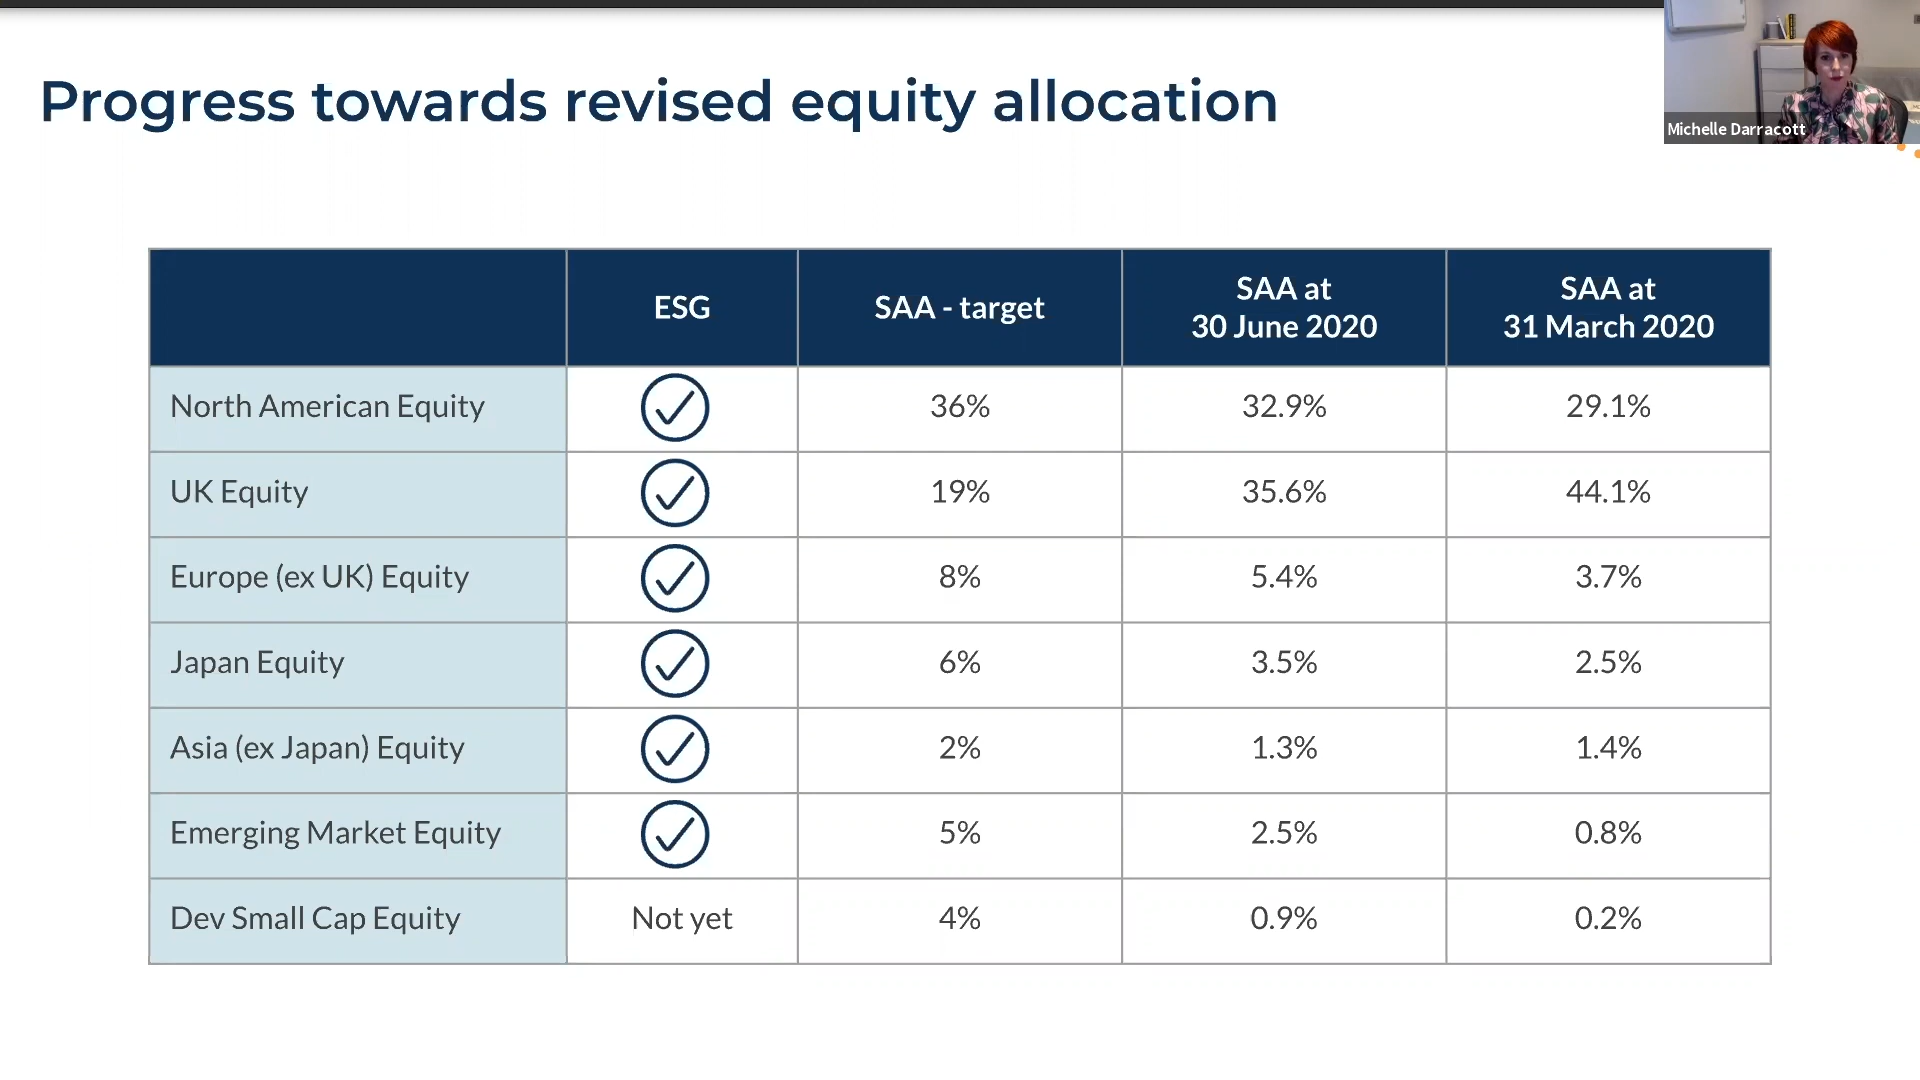 Progress towards revised equity allocation
Michelle Darracott
ESG
SAA - target
SAA at
30 June 2020
SAA at
31 March 2020
North American Equity 36% 32.9% 29.1%
UK Equity 19% 35.6% 44.1%
Europe (ex UK) Equity 8% 5.4% 3.7%
Japan Equity 6% 3.5% 2.5%
Asia (ex Japan) Equity 2% 1.3% 1.4%
Emerging Market Equity 5% 2.5% 0.8%
Dev Small Cap Equity Not yet 4% 0.9% 0.2%